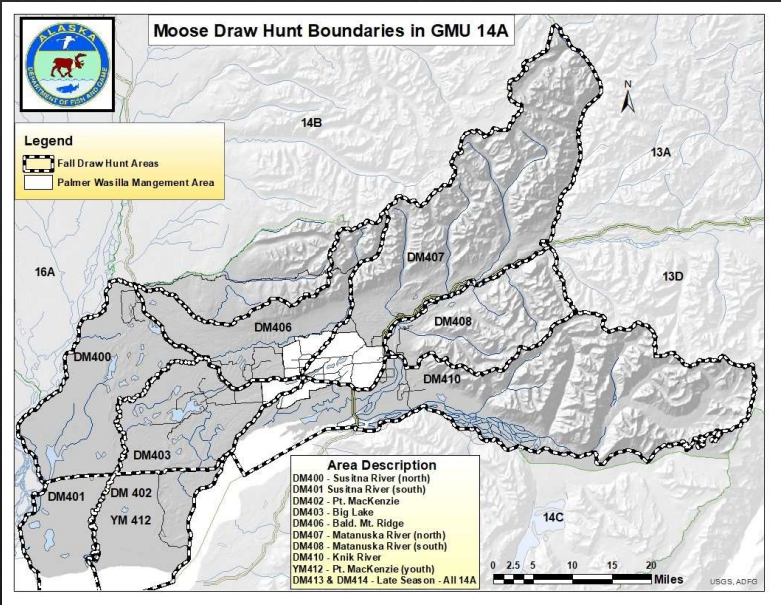 Moose Draw Hunt Boundaries in GMU 14A
ALASKA
DEPARTMENT OF FISH AND GAME
Legend
Fall Draw Hunt Areas
Palmer Wasilla Mangement Area
N
14B
13A
16A
13D
DM407
DM406
DM408
DM400
DM410
DM403
DM401
DM 402
YM 412
14C
Area Description
DM400 - Susitna River (north)
DM401 Susitna River (south)
DM402 - Pt. MacKenzie
DM403 - Big Lake
DM406 - Bald. Mt. Ridge
DM407 - Matanuska River (north)
DM408 - Matanuska River (south)
DM410 - Knik River
YM412 - Pt. MacKenzie (youth)
DM413 & DM414 - Late Season - All 14A
0 2.5 5 10 15 20
Miles
USGS, ADFG